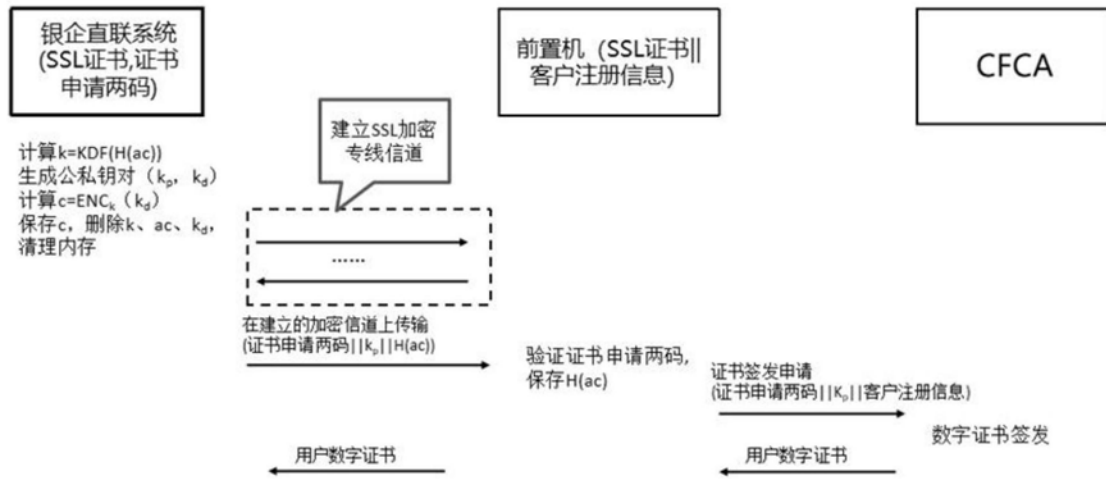 银企直联系统
(SSL证书,证书
申请两码)
前置机（SSL证书||
客户注册信息）
CFCA
建立SSL加密
专线信道
计算k=KDF(H(ac))
生成公私钥对（kp，kd）
计算c=ENCk（kd）
保存c，删除k、ac、kd，
清理内存
......
在建立的加密信道上传输
(证书申请两码||kp||H(ac))
验证证书申请两码,
保存H(ac)
证书签发申请
(证书申请两码||Kp||客户注册信息)
数字证书签发
用户数字证书
用户数字证书